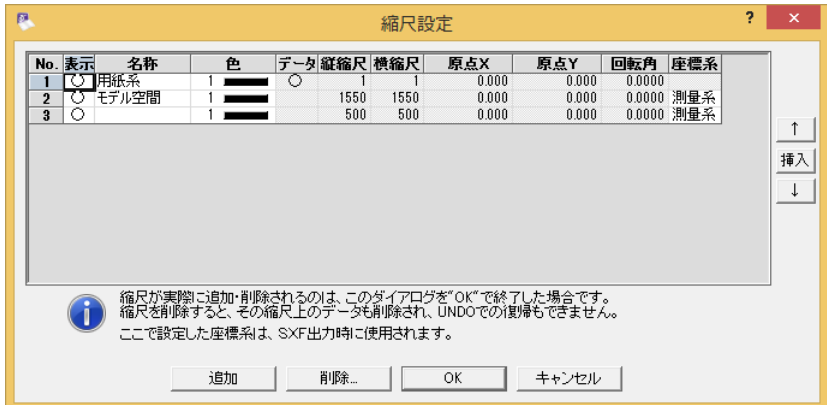 縮尺設定
? ×
No. 表示 名称 色 データ 縦縮尺 横縮尺 原点X 原点Y 回転角 座標系
1 ○ 用紙系 1 ○ 1 1 0.000 0.000 0.0000
2 ○ モデル空間 1 1550 1550 0.000 0.000 0.0000 測量系
3 ○ 1 500 500 0.000 0.000 0.0000 測量系
↑
挿入
↓
縮尺が実際に追加・削除されるのは、このダイアログを"OK"で終了した場合です。
縮尺を削除すると、その縮尺上のデータも削除され、UNDOでの復帰もできません。
ここで設定した座標系は、SXF出力時に使用されます。
追加 削除... OK キャンセル